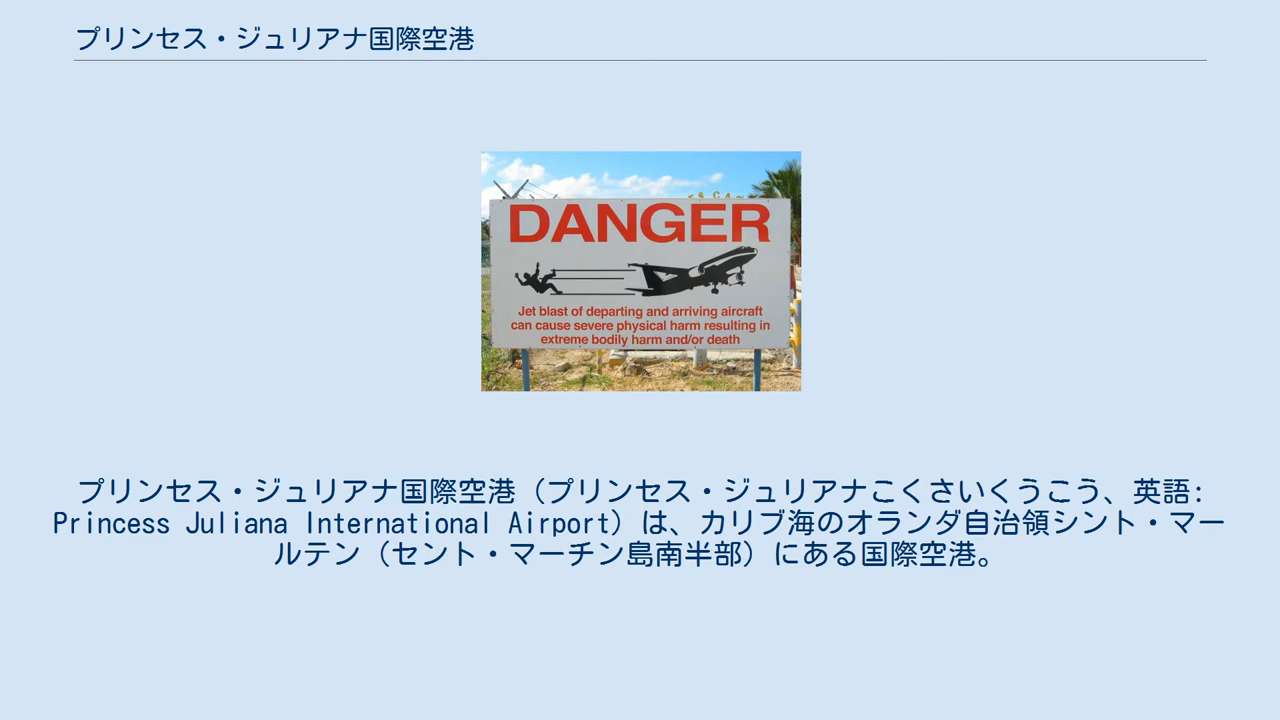 プリンセス・ジュリアナ国際空港
DANGER
Jet blast of departing and arriving aircraft
can cause severe physical harm resulting in
extreme bodily harm and/or death
プリンセス・ジュリアナ国際空港（プリンセス・ジュリアナこくさいくうこう、英語:
Princess Juliana International Airport）は、カリブ海のオランダ自治領シント・マー
ルテン（セント・マーチン島南半部）にある国際空港。